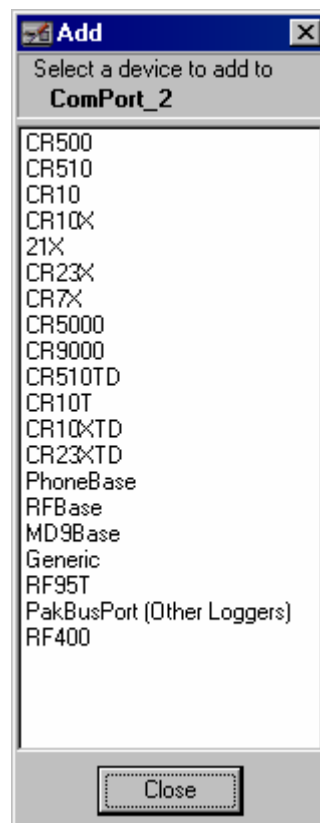 Add
Select a device to add to
ComPort_2
CR500
CR510
CR10
CR10X
21X
CR23X
CR7X
CR5000
CR9000
CR510TD
CR10T
CR10XTD
CR23XTD
PhoneBase
RFBase
MD9Base
Generic
RF95T
PakBusPort (Other Loggers)
RF400
Close